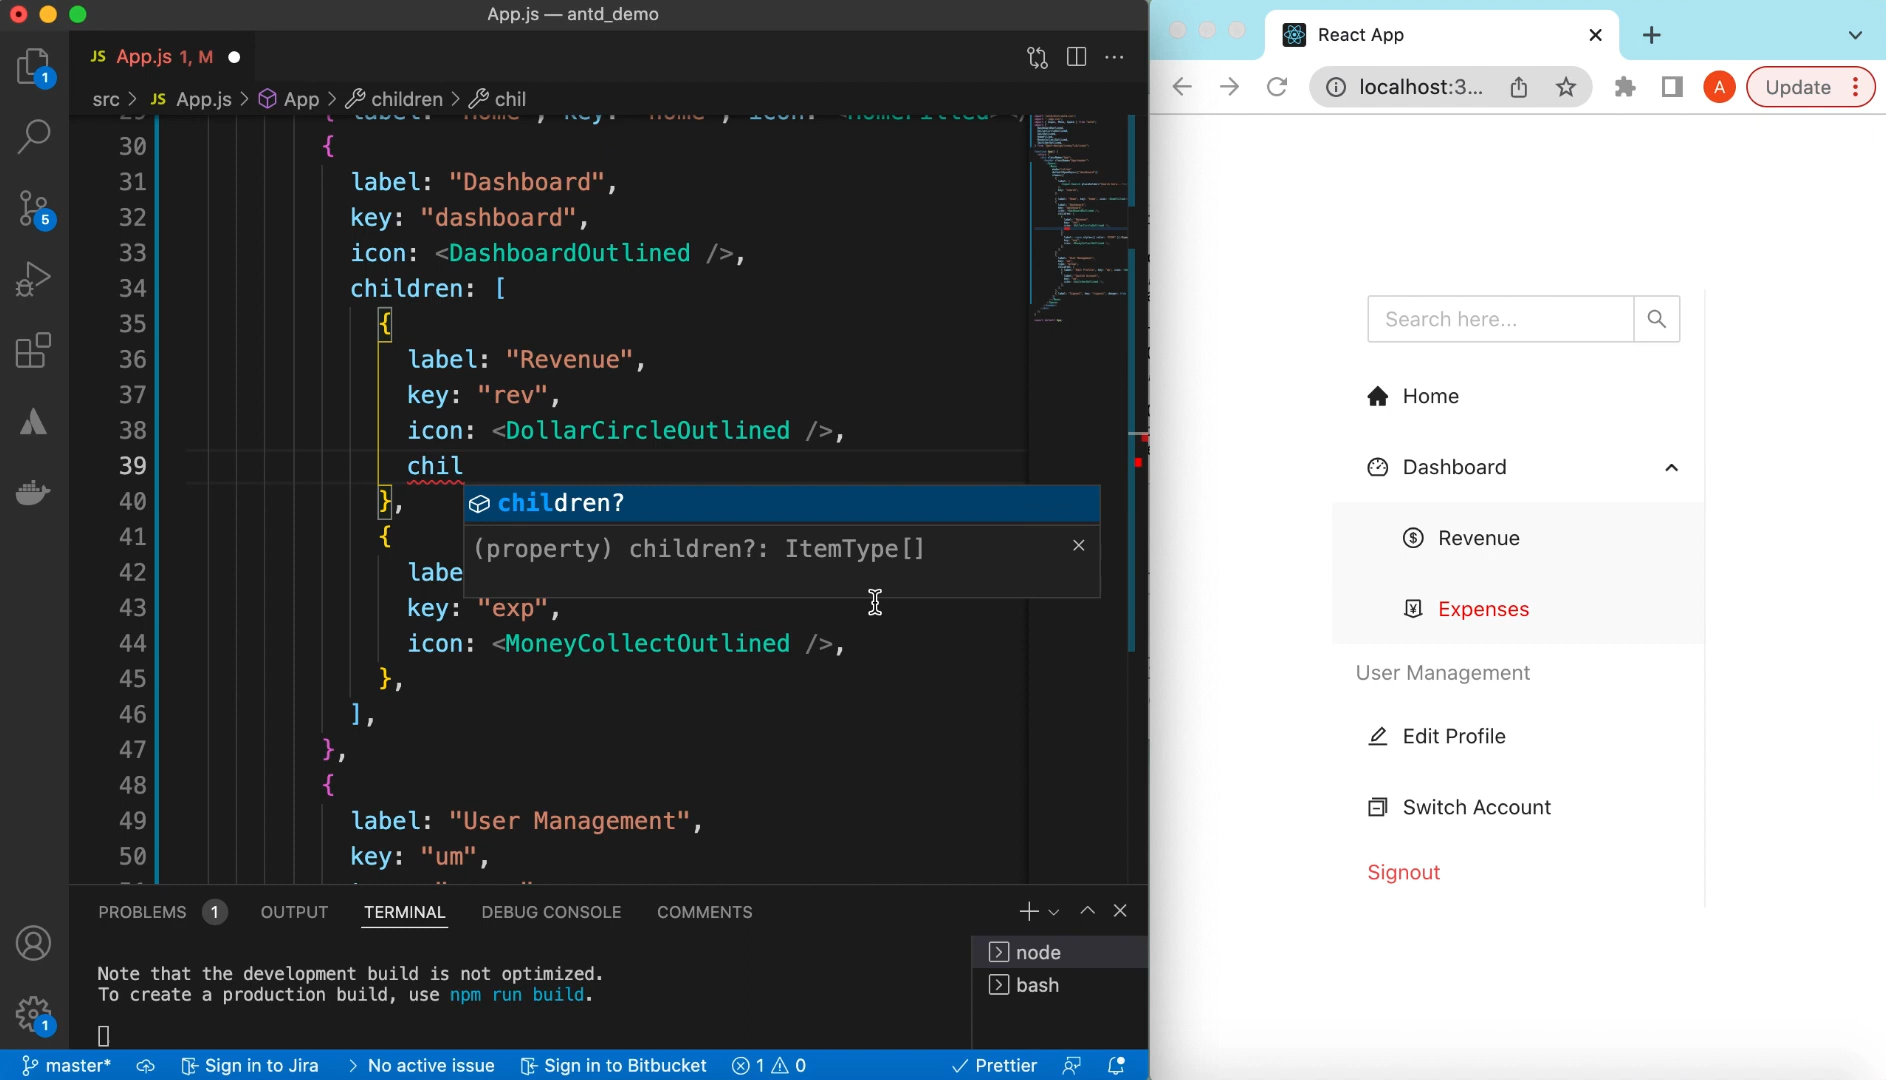 App.js — antd_demo
JS App.js 1, M
src > JS App.js > App > children > chil
30 {
31 label: "Dashboard",
32 key: "dashboard",
33 icon: <DashboardOutlined />,
34 children: [
35 {
36 label: "Revenue",
37 key: "rev",
38 icon: <DollarCircleOutlined />,
39 chil
40 },
children?
41 {
(property) children?: ItemType[]
42 labe
43 key: "exp",
44 icon: <MoneyCollectOutlined />,
45 },
46 ],
47 },
48 {
49 label: "User Management",
50 key: "um",
PROBLEMS 1 OUTPUT TERMINAL DEBUG CONSOLE COMMENTS
Note that the development build is not optimized.
To create a production build, use npm run build.
node
bash
1
5
1
master* Sign in to Jira > No active issue Sign in to Bitbucket 1 0 Prettier
React App
localhost:3... A Update
Search here...
Home
Dashboard
Revenue
Expenses
User Management
Edit Profile
Switch Account
Signout